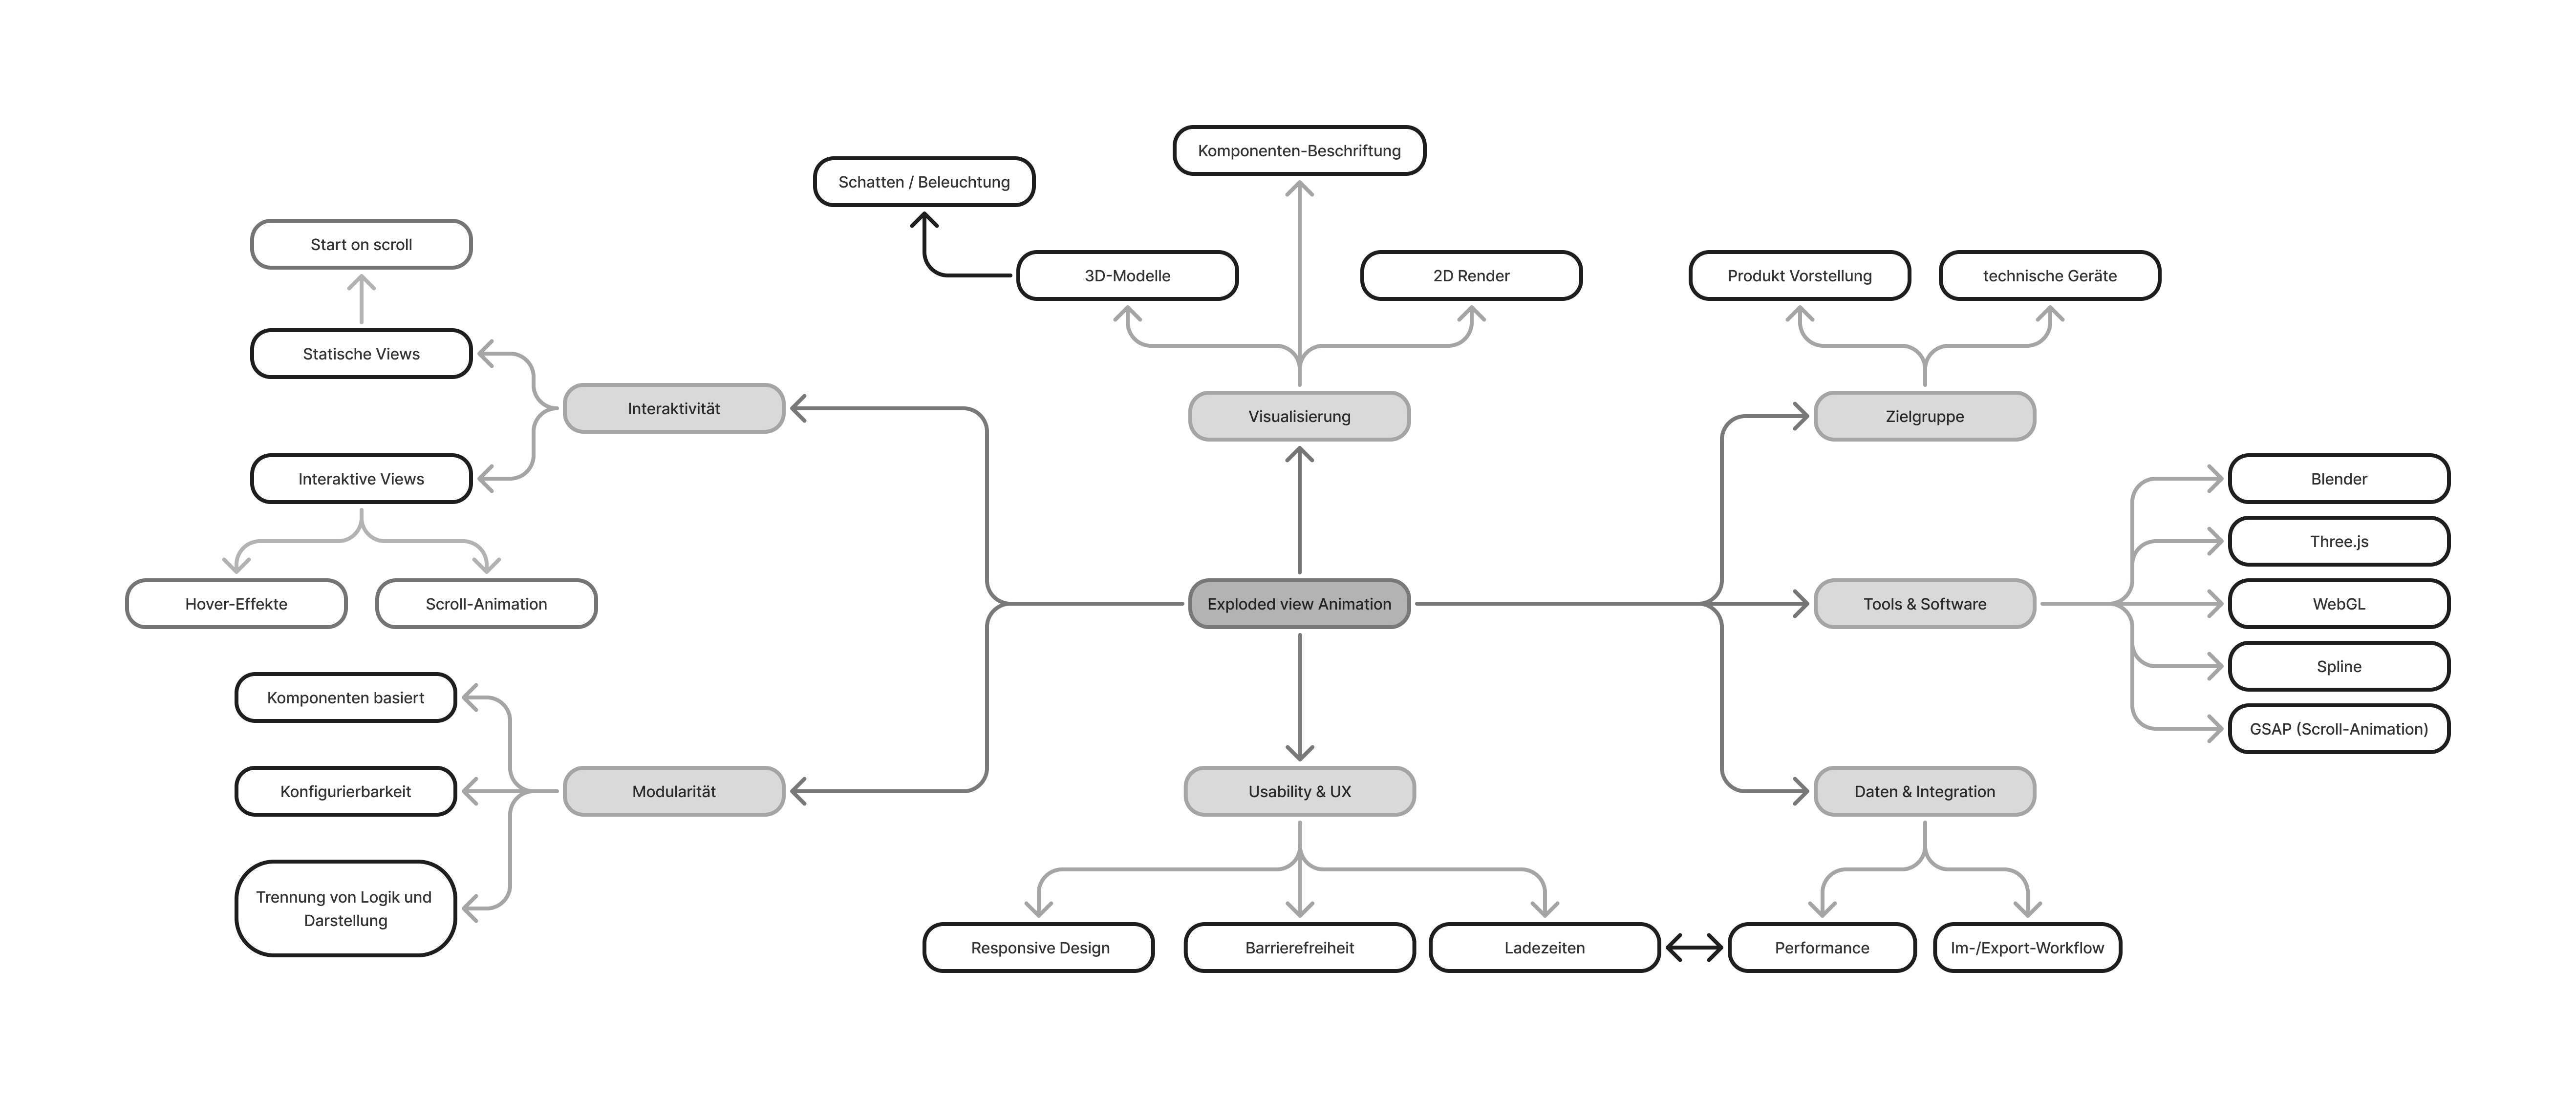 Komponenten-Beschriftung
Schatten / Beleuchtung
Start on scroll
3D-Modelle
2D Render
Produkt Vorstellung
technische Geräte
Statische Views
Interaktivität
Visualisierung
Zielgruppe
Interaktive Views
Blender
Three.js
Hover-Effekte
Scroll-Animation
Exploded view Animation
Tools & Software
WebGL
Spline
Komponenten basiert
GSAP (Scroll-Animation)
Konfigurierbarkeit
Modularität
Usability & UX
Daten & Integration
Trennung von Logik und
Darstellung
Responsive Design
Barrierefreiheit
Ladezeiten
Performance
Im-/Export-Workflow